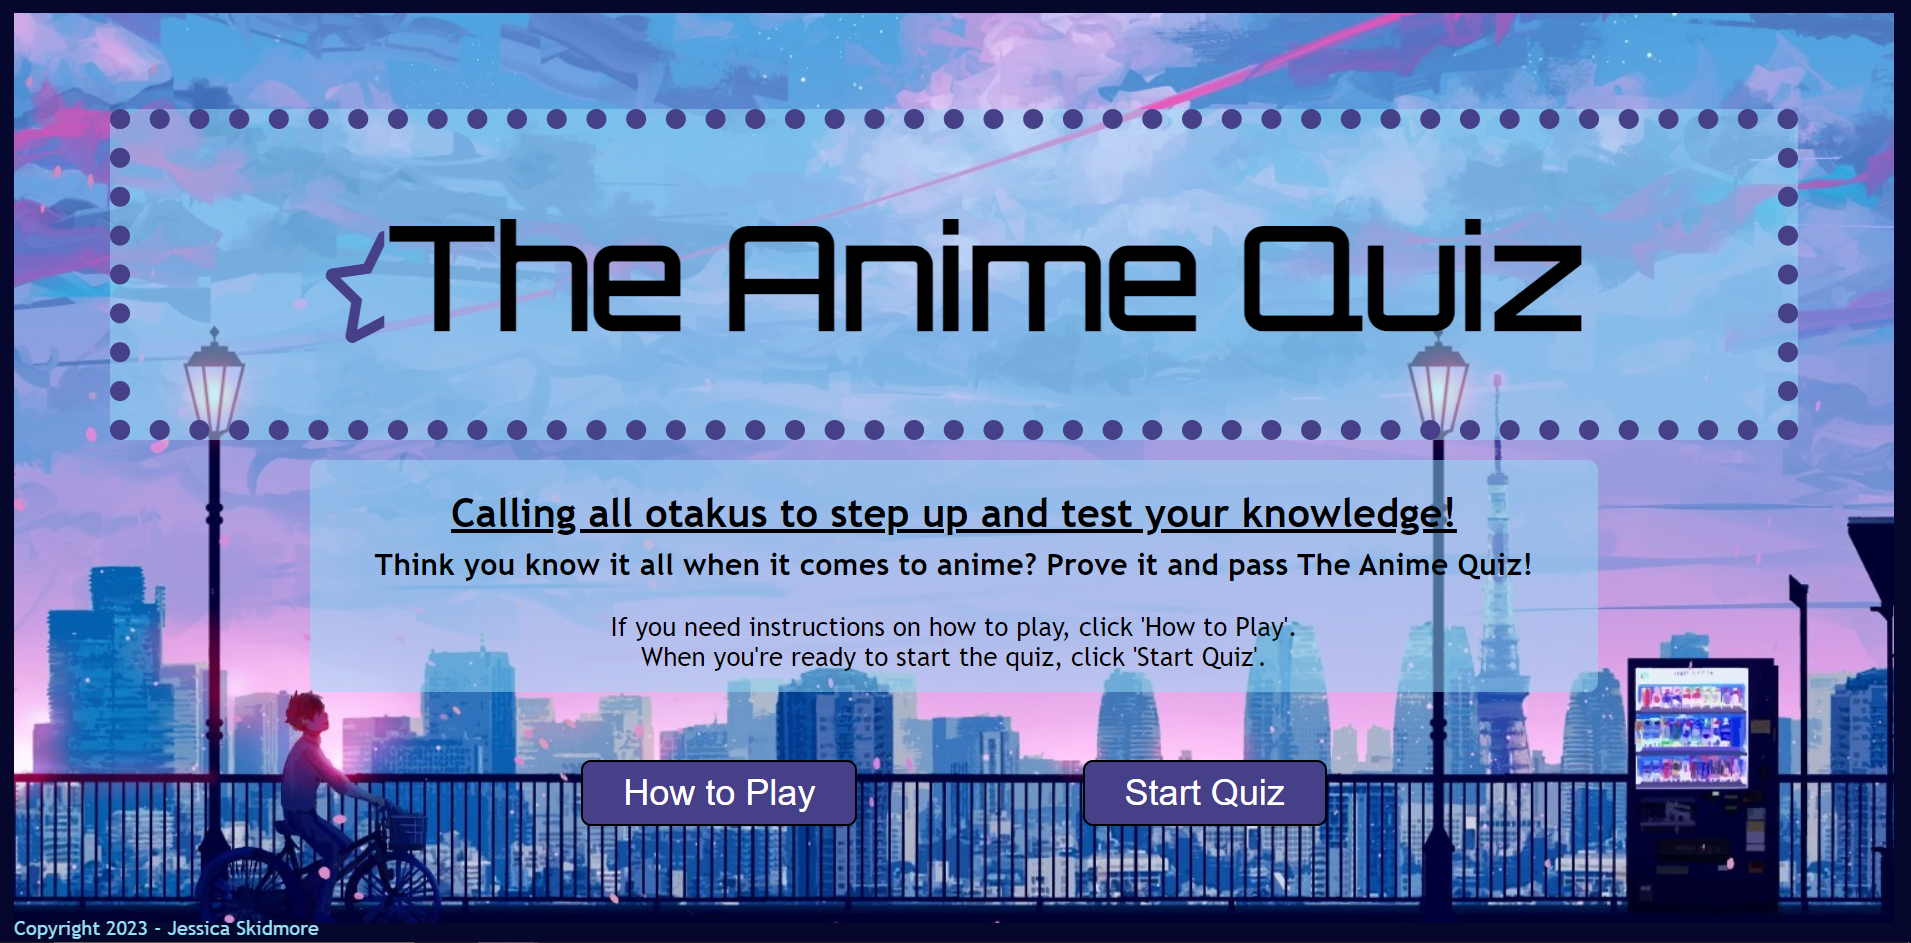 The Anime Quiz
Calling all otakus to step up and test your knowledge!
Think you know it all when it comes to anime? Prove it and pass The Anime Quiz!
If you need instructions on how to play, click 'How to Play'.
When you're ready to start the quiz, click 'Start Quiz'.
How to Play
Start Quiz
Copyright 2023 - Jessica Skidmore